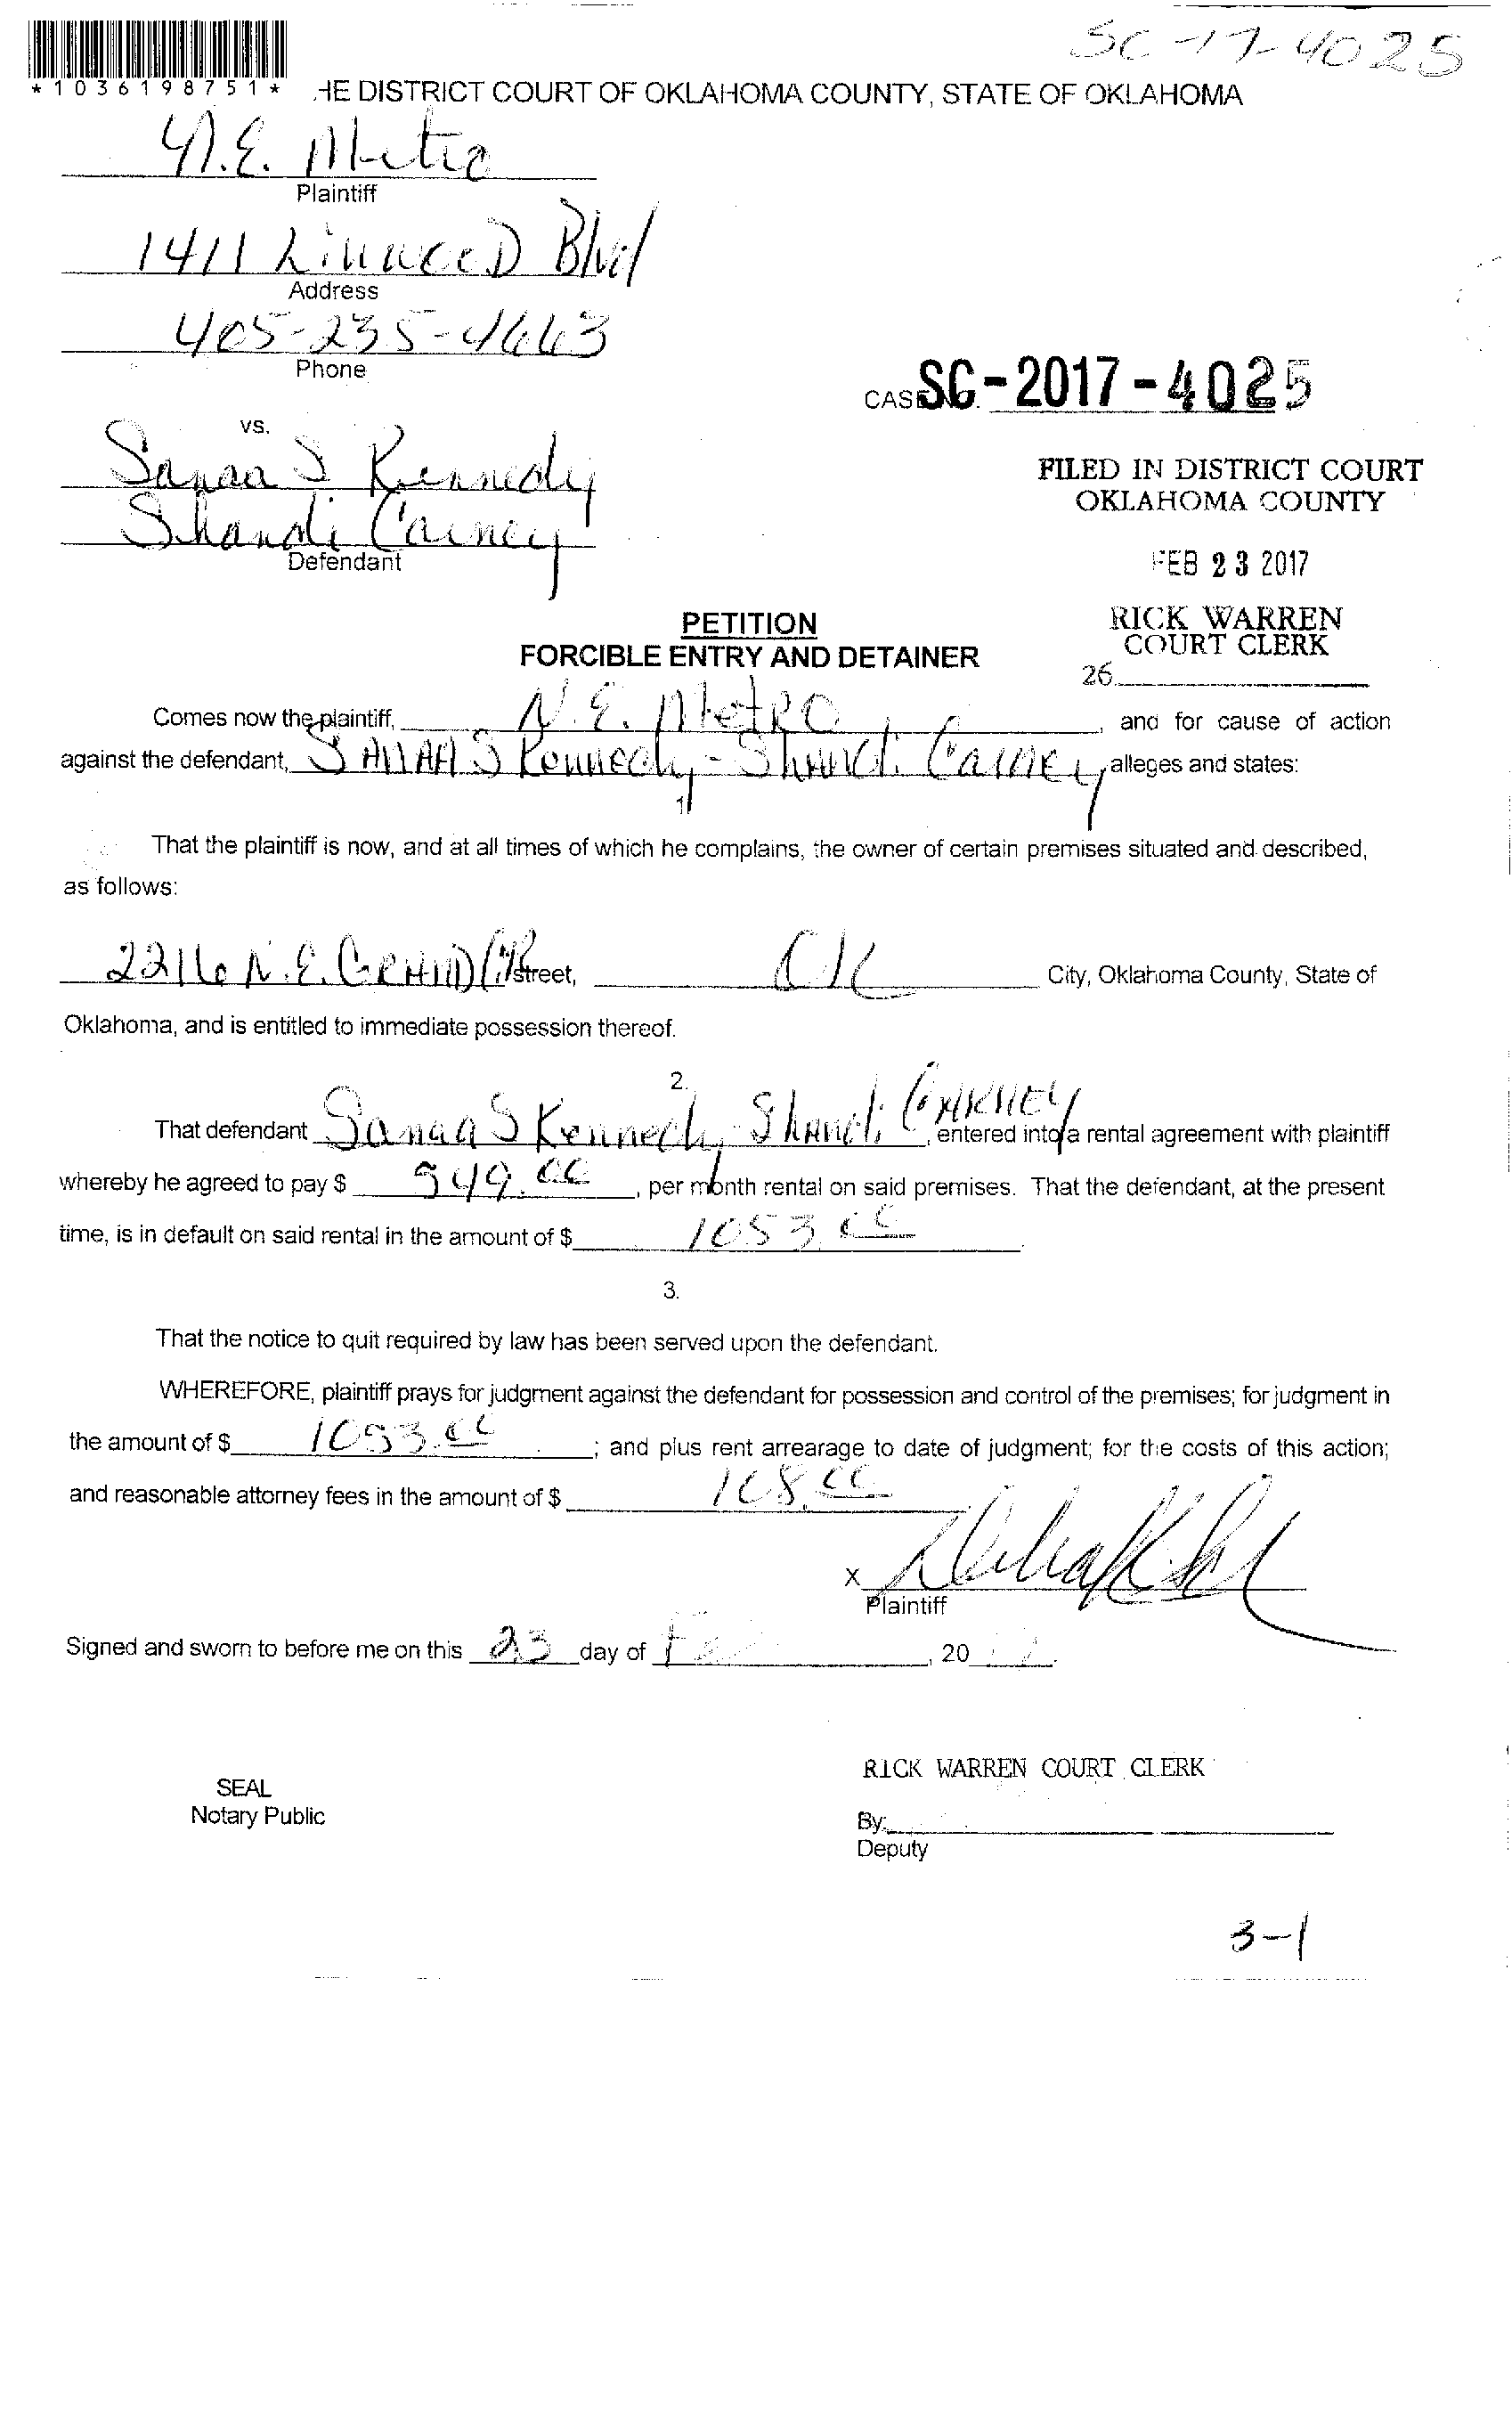 SC-17-4025
*1036198751* HE DISTRICT COURT OF OKLAHOMA COUNTY, STATE OF OKLAHOMA
N.E. Metro
Plaintiff
1411 Linwood Blvd
Address
405-235-4663
Phone
CASE NO. SC-2017-4025
vs.
Sanaa S Kennedy
Shandi Carney
Defendant
FILED IN DISTRICT COURT
OKLAHOMA COUNTY
FEB 23 2017
RICK WARREN
COURT CLERK
26
PETITION
FORCIBLE ENTRY AND DETAINER
Comes now the plaintiff, N.E. Metro, and for cause of action
against the defendant, SANAA S Kennedy - Shandi Carney, alleges and states:
1
That the plaintiff is now, and at all times of which he complains, the owner of certain premises situated and described,
as follows:
2216 N.E. GRAND Street, City, Oklahoma County, State of
Oklahoma, and is entitled to immediate possession thereof.
2.
That defendant Sanaa S Kennedy Shandi CARNEY, entered into a rental agreement with plaintiff
whereby he agreed to pay $ 549.00, per month rental on said premises. That the defendant, at the present
time, is in default on said rental in the amount of $ 1053.00.
3.
That the notice to quit required by law has been served upon the defendant.
WHEREFORE, plaintiff prays for judgment against the defendant for possession and control of the premises; for judgment in
the amount of $ 1053.00; and plus rent arrearage to date of judgment; for the costs of this action;
and reasonable attorney fees in the amount of $ 168.00
X
Plaintiff
Signed and sworn to before me on this 23 day of Fe, 20
RICK WARREN COURT CLERK
SEAL
Notary Public
By:
Deputy
3-1